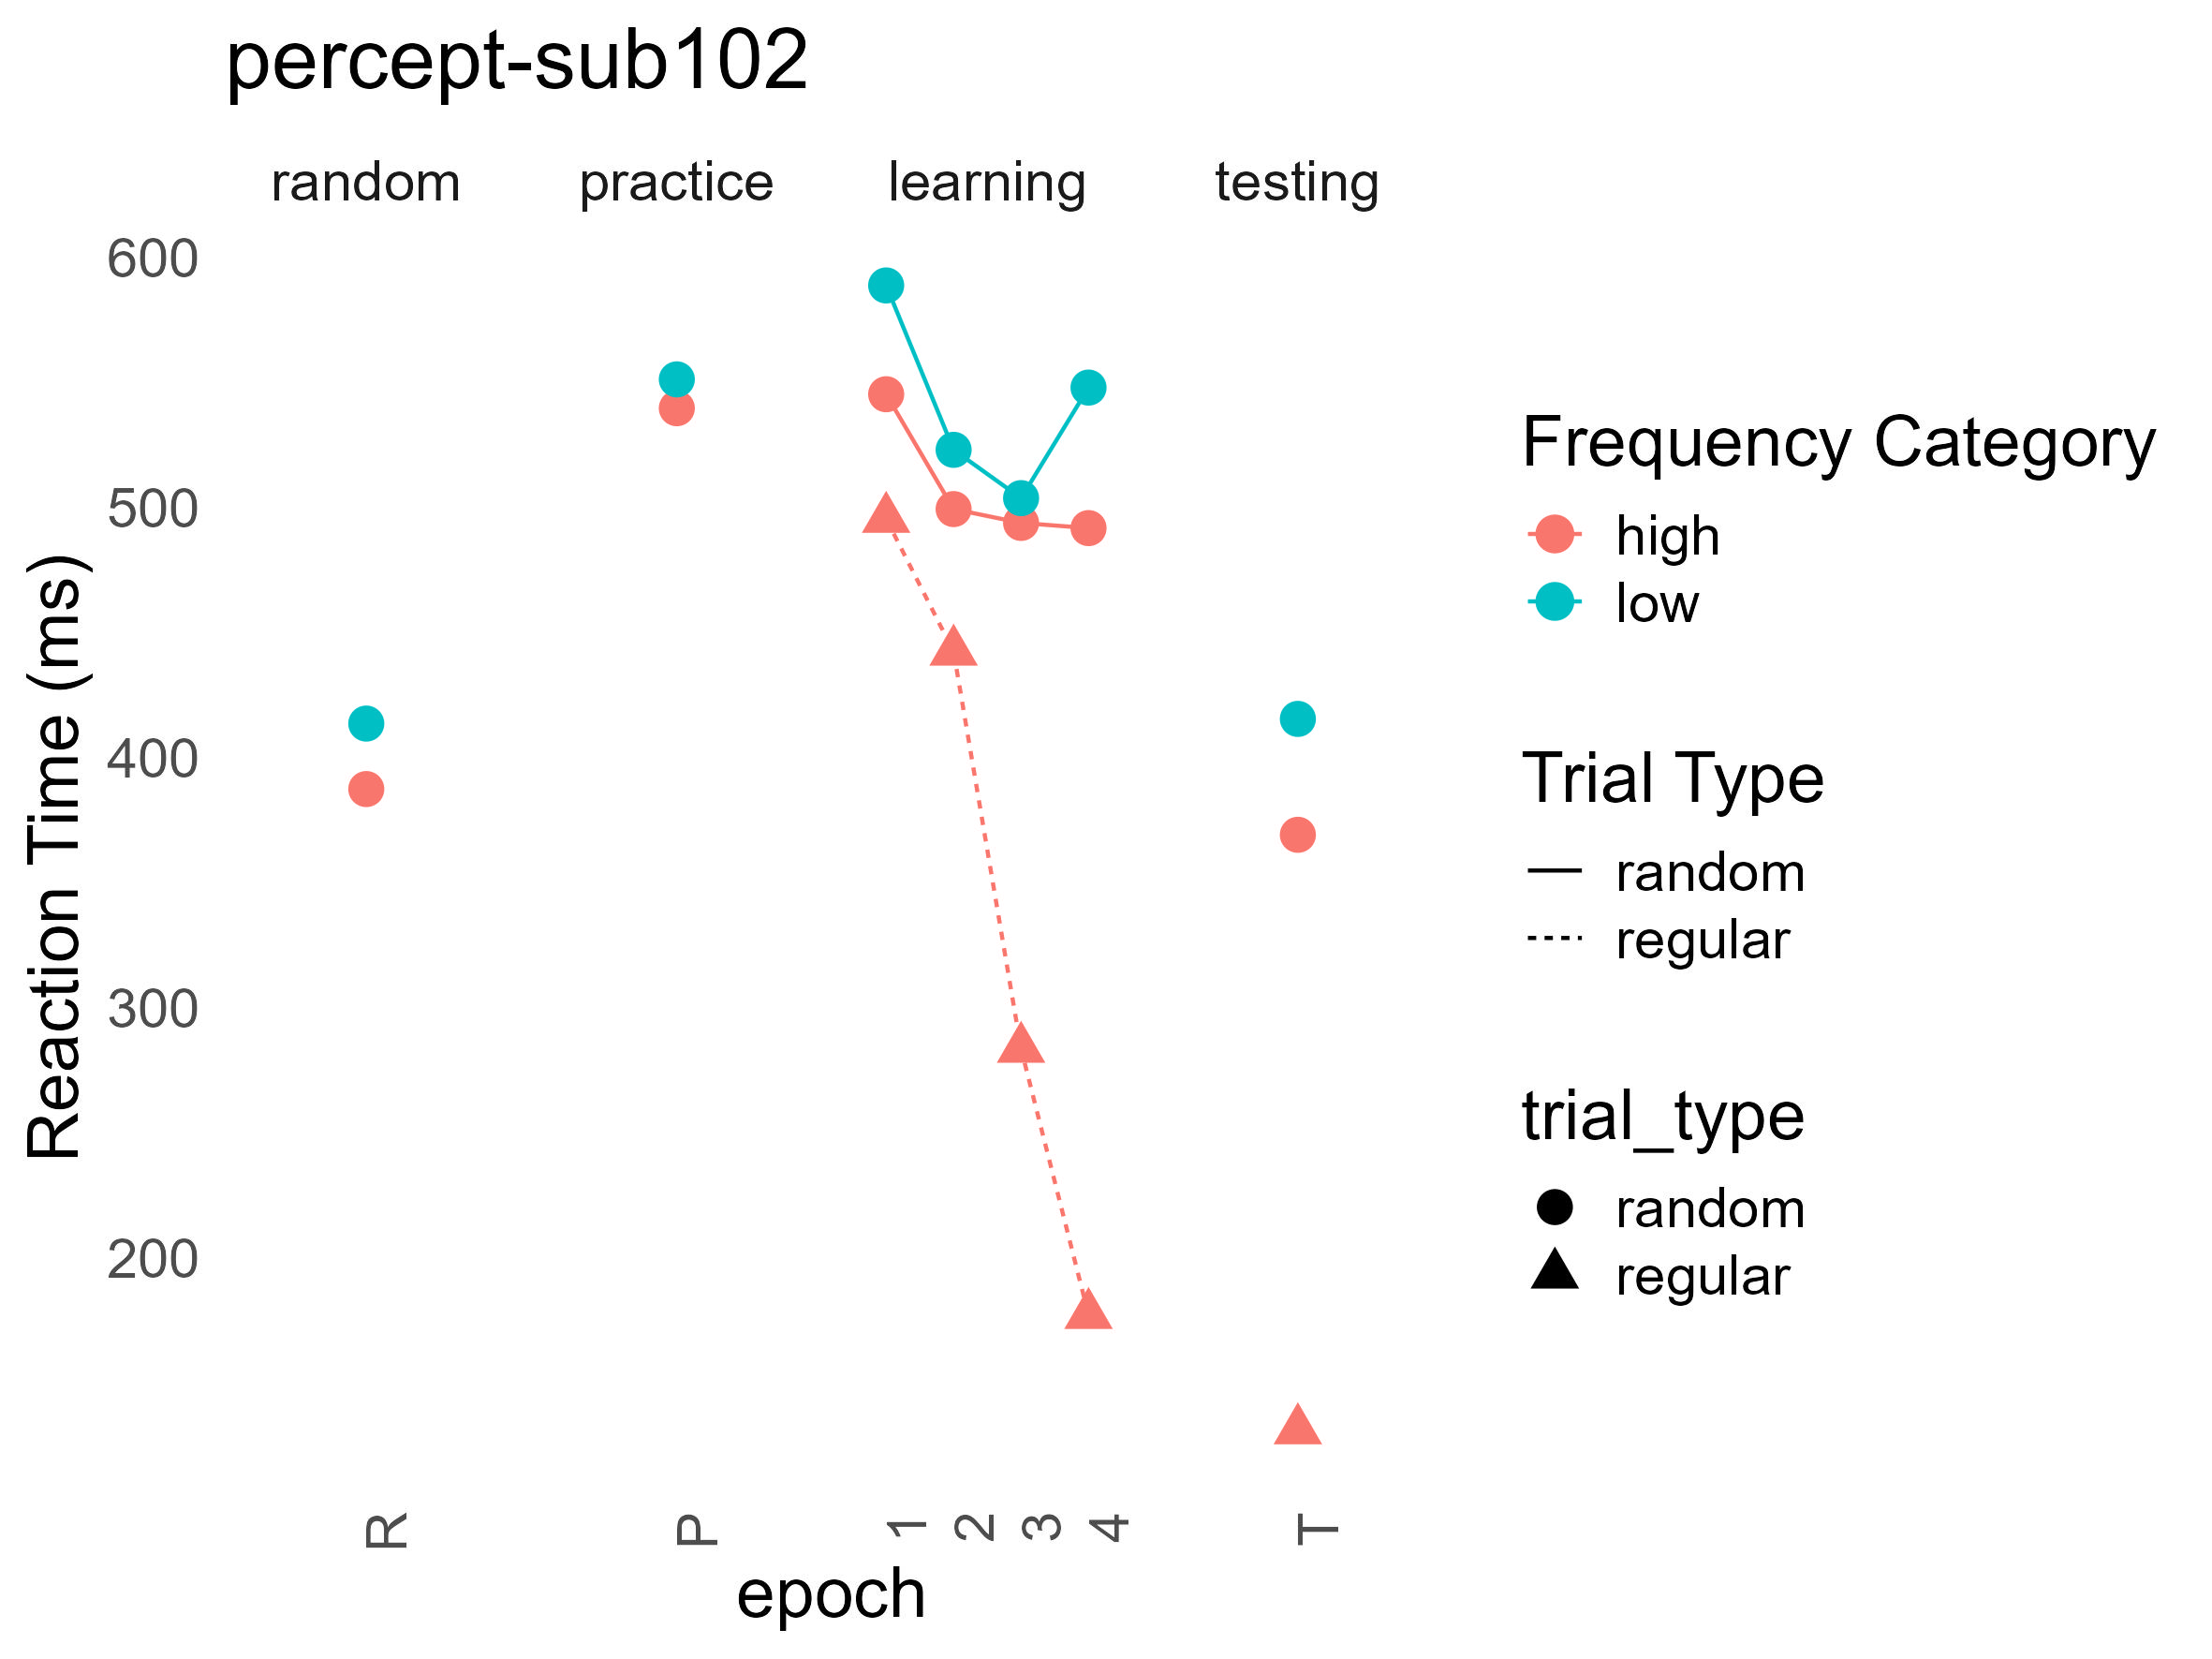 percept-sub102
random practice learning testing
600
500
400
300
200
Reaction Time (ms)
R P 1 2 3 4 T
epoch
Frequency Category
high
low
Trial Type
random
regular
trial_type
random
regular